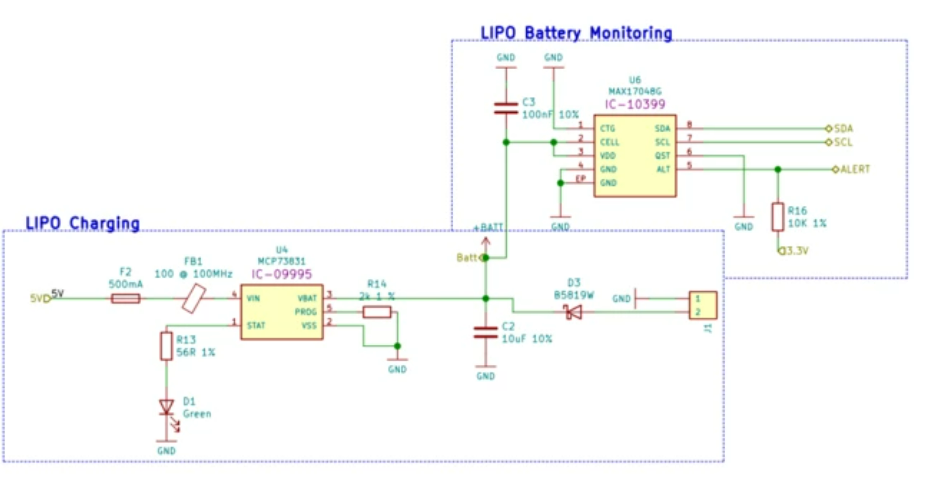 LIPO Battery Monitoring
GND
GND
C3
100nF 10%
U6
MAX17048G
IC-10399
1 CTG
2 CELL
3 VDD
4 GND
EP GND
SDA 8
SCL 7
QST 6
ALT 5
SDA
SCL
ALERT
GND
GND
R16
10K 1%
3.3V
LIPO Charging
+BATT
Batt
5V
5V
F2
500mA
FB1
100 @ 100MHz
U4
MCP73831
IC-09995
4 VIN
1 STAT
VBAT 3
PROG 5
VSS 2
R14
2k 1 %
GND
R13
56R 1%
D1
Green
GND
C2
10uF 10%
GND
D3
B5819W
GND
1
2
J1